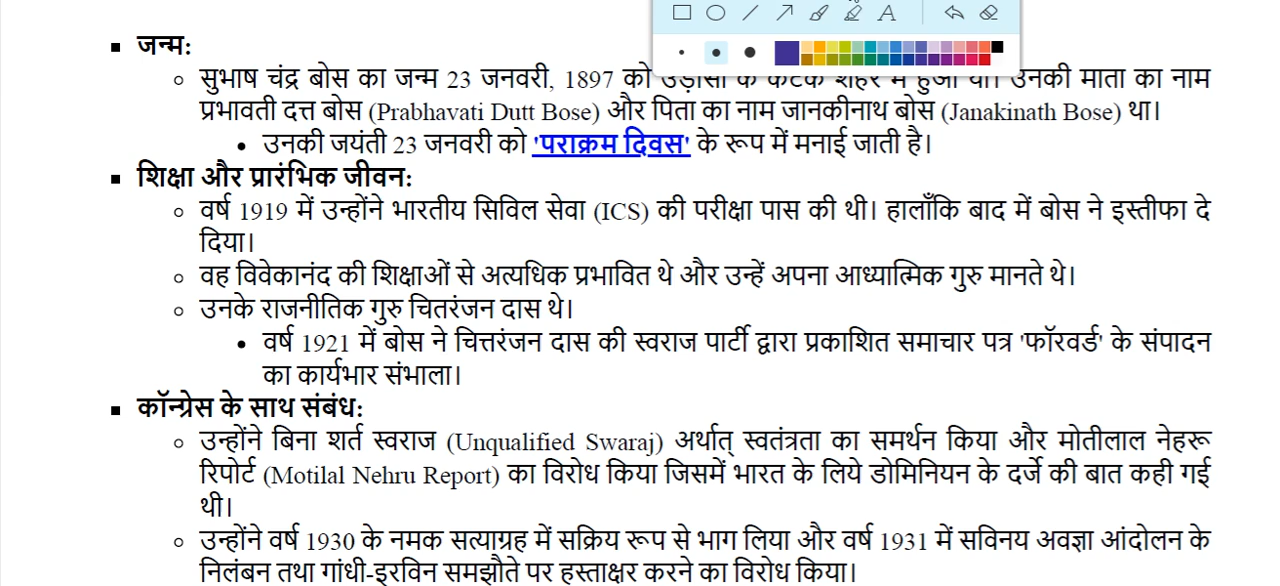 जन्म:
सुभाष चंद्र बोस का जन्म 23 जनवरी, 1897 को उड़ीसा के कटक शहर में हुआ था। उनकी माता का नाम
प्रभावती दत्त बोस (Prabhavati Dutt Bose) और पिता का नाम जानकीनाथ बोस (Janakinath Bose) था।
उनकी जयंती 23 जनवरी को 'पराक्रम दिवस' के रूप में मनाई जाती है।
शिक्षा और प्रारंभिक जीवन:
वर्ष 1919 में उन्होंने भारतीय सिविल सेवा (ICS) की परीक्षा पास की थी। हालाँकि बाद में बोस ने इस्तीफा दे
दिया।
वह विवेकानंद की शिक्षाओं से अत्यधिक प्रभावित थे और उन्हें अपना आध्यात्मिक गुरु मानते थे।
उनके राजनीतिक गुरु चितरंजन दास थे।
वर्ष 1921 में बोस ने चित्तरंजन दास की स्वराज पार्टी द्वारा प्रकाशित समाचार पत्र 'फॉरवर्ड' के संपादन
का कार्यभार संभाला।
कॉन्ग्रेस के साथ संबंध:
उन्होंने बिना शर्त स्वराज (Unqualified Swaraj) अर्थात् स्वतंत्रता का समर्थन किया और मोतीलाल नेहरू
रिपोर्ट (Motilal Nehru Report) का विरोध किया जिसमें भारत के लिये डोमिनियन के दर्जे की बात कही गई
थी।
उन्होंने वर्ष 1930 के नमक सत्याग्रह में सक्रिय रूप से भाग लिया और वर्ष 1931 में सविनय अवज्ञा आंदोलन के
निलंबन तथा गांधी-इरविन समझौते पर हस्ताक्षर करने का विरोध किया।